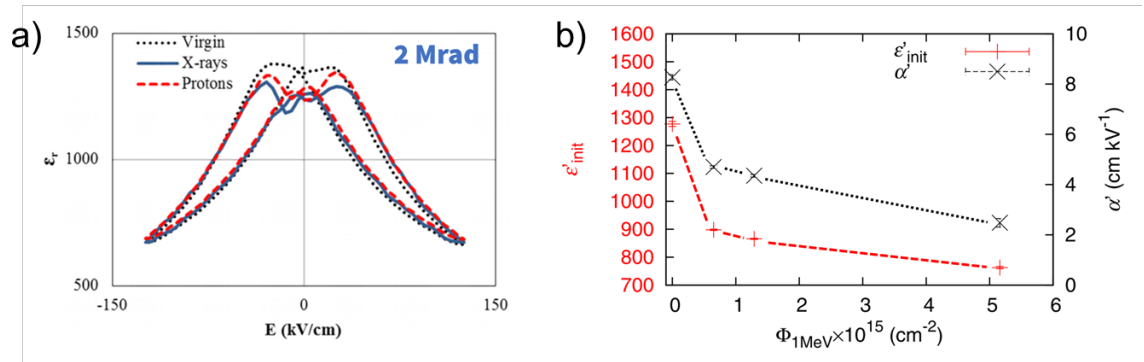 a)
1500
1000
500
-150
0
150
εr
E (kV/cm)
Virgin
X-rays
Protons
2 Mrad
b)
1600
1500
1400
1300
1200
1100
1000
900
800
700
ε'init
ε'init
α'
10
8
6
4
2
0
α' (cm kV⁻¹)
0 1 2 3 4 5 6
Φ1MeV×10¹⁵ (cm⁻²)